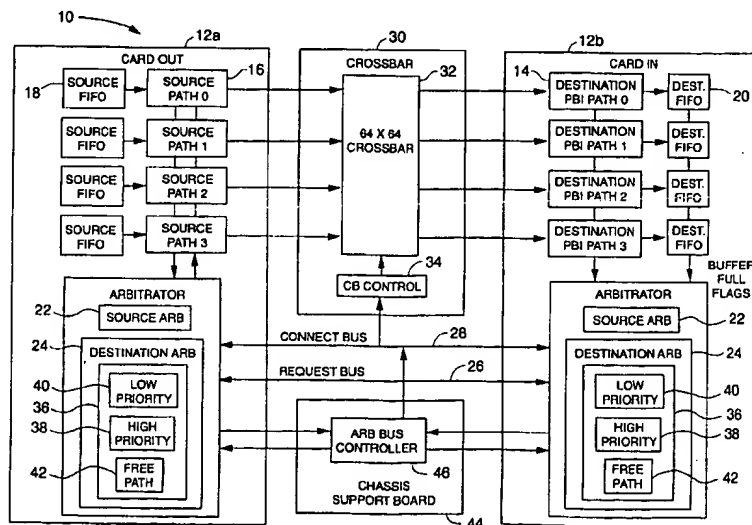 10
12a
CARD OUT
18
SOURCE FIFO
SOURCE PATH 0
16
SOURCE FIFO
SOURCE PATH 1
SOURCE FIFO
SOURCE PATH 2
SOURCE FIFO
SOURCE PATH 3
ARBITRATOR
22
SOURCE ARB
24
DESTINATION ARB
40
LOW PRIORITY
36
38
HIGH PRIORITY
42
FREE PATH
30
CROSSBAR
32
64 X 64 CROSSBAR
34
CB CONTROL
CONNECT BUS
28
REQUEST BUS
26
ARB BUS CONTROLLER
46
CHASSIS SUPPORT BOARD
44
12b
CARD IN
14
DESTINATION PBI PATH 0
DEST. FIFO
20
DESTINATION PBI PATH 1
DEST. FIFO
DESTINATION PBI PATH 2
DEST. FIFO
DESTINATION PBI PATH 3
DEST. FIFO
BUFFER FULL FLAGS
ARBITRATOR
SOURCE ARB
22
DESTINATION ARB
24
LOW PRIORITY
40
36
HIGH PRIORITY
38
FREE PATH
42